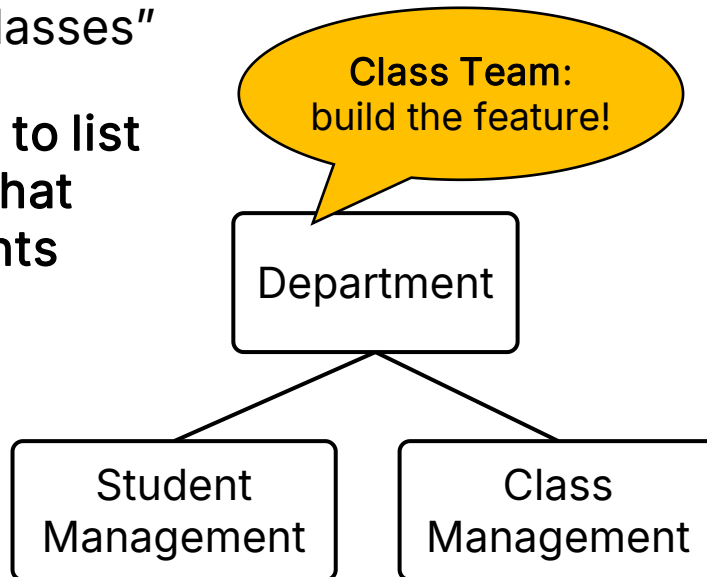 lasses”
to list
hat
nts
Class Team:
build the feature!
Department
Student
Management
Class
Management